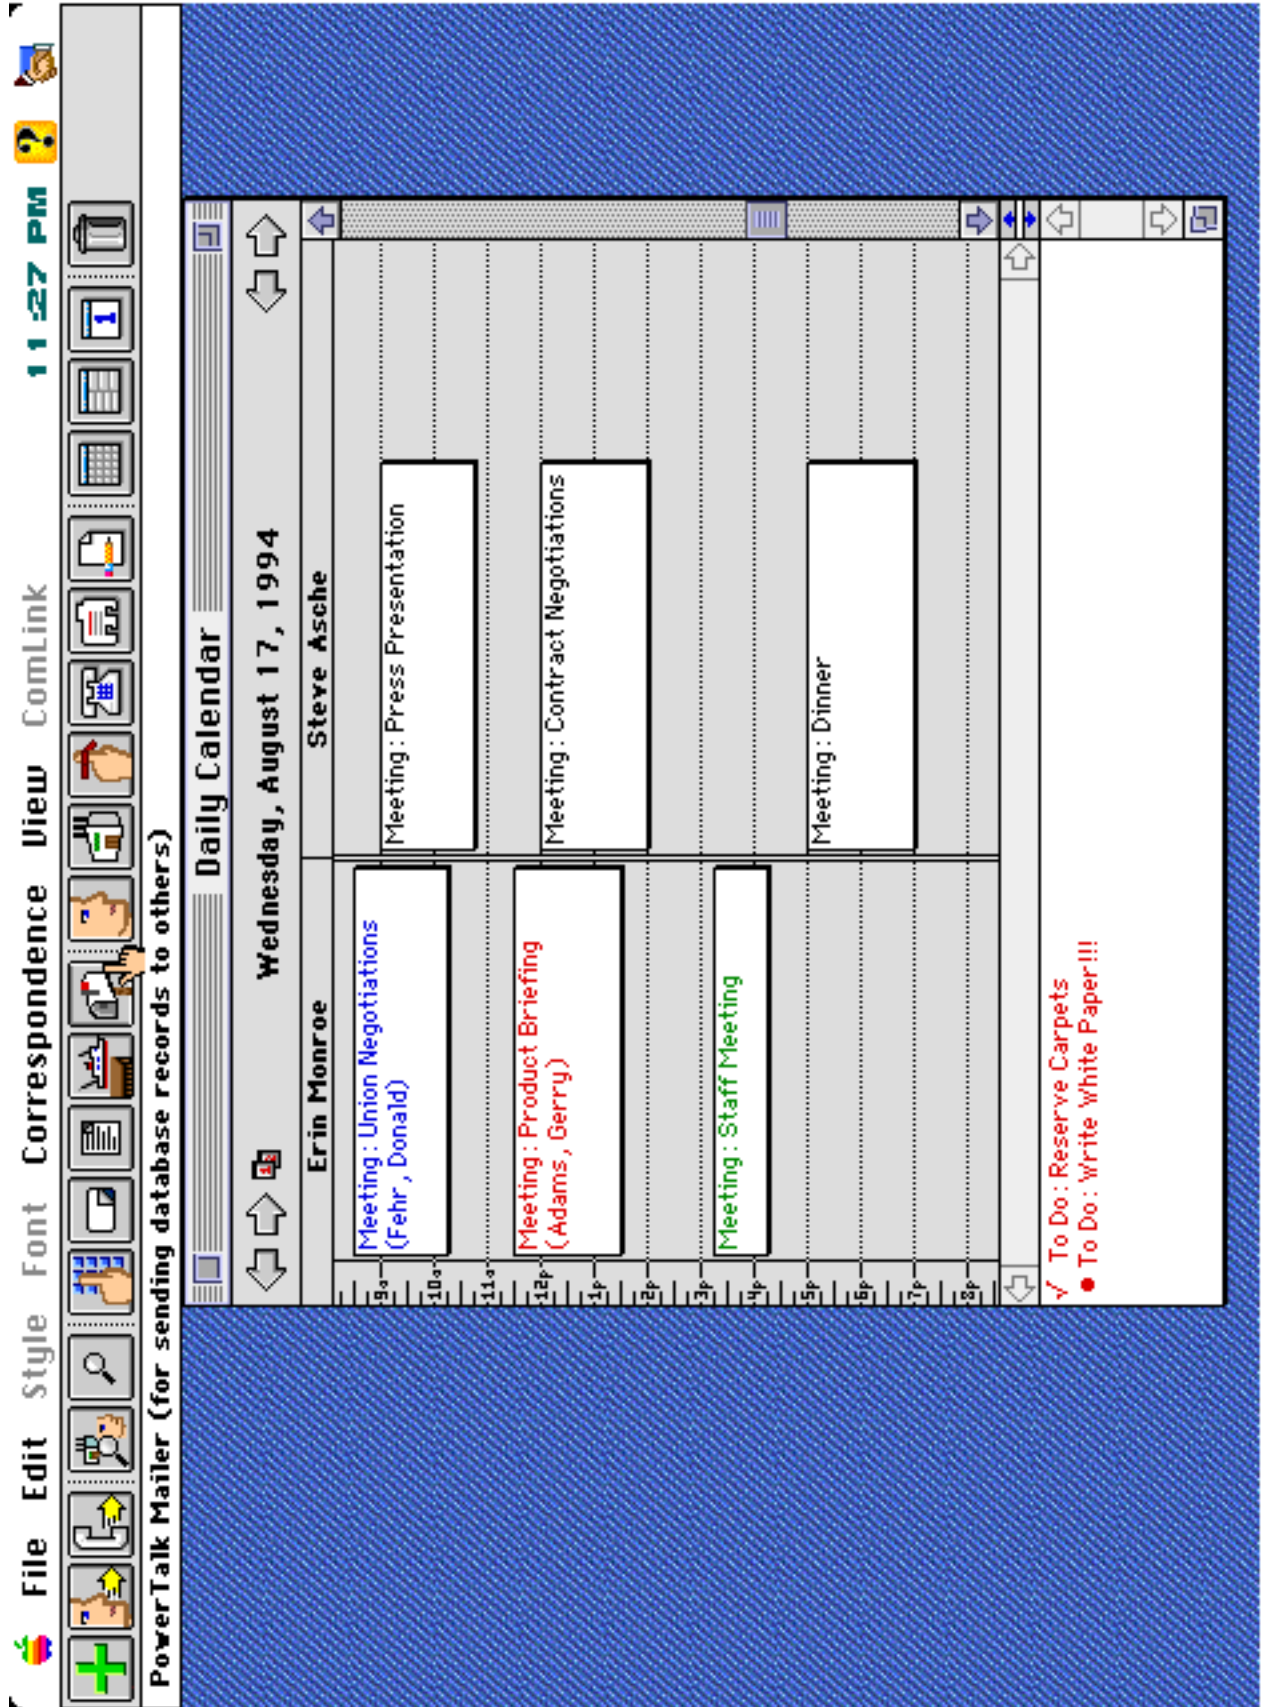 File Edit Style Font Correspondence View ComLink 11:27 PM ?
1
PowerTalk Mailer (for sending database records to others)
Daily Calendar
Wednesday, August 17, 1994
Erin Monroe Steve Asche
9a
10a
11a
12p
1p
2p
3p
4p
5p
6p
7p
8p
Meeting: Union Negotiations
(Fehr, Donald)
Meeting: Product Briefing
(Adams, Gerry)
Meeting: Staff Meeting
Meeting: Press Presentation
Meeting: Contract Negotiations
Meeting: Dinner
√ To Do: Reserve Carpets
● To Do: Write White Paper!!!